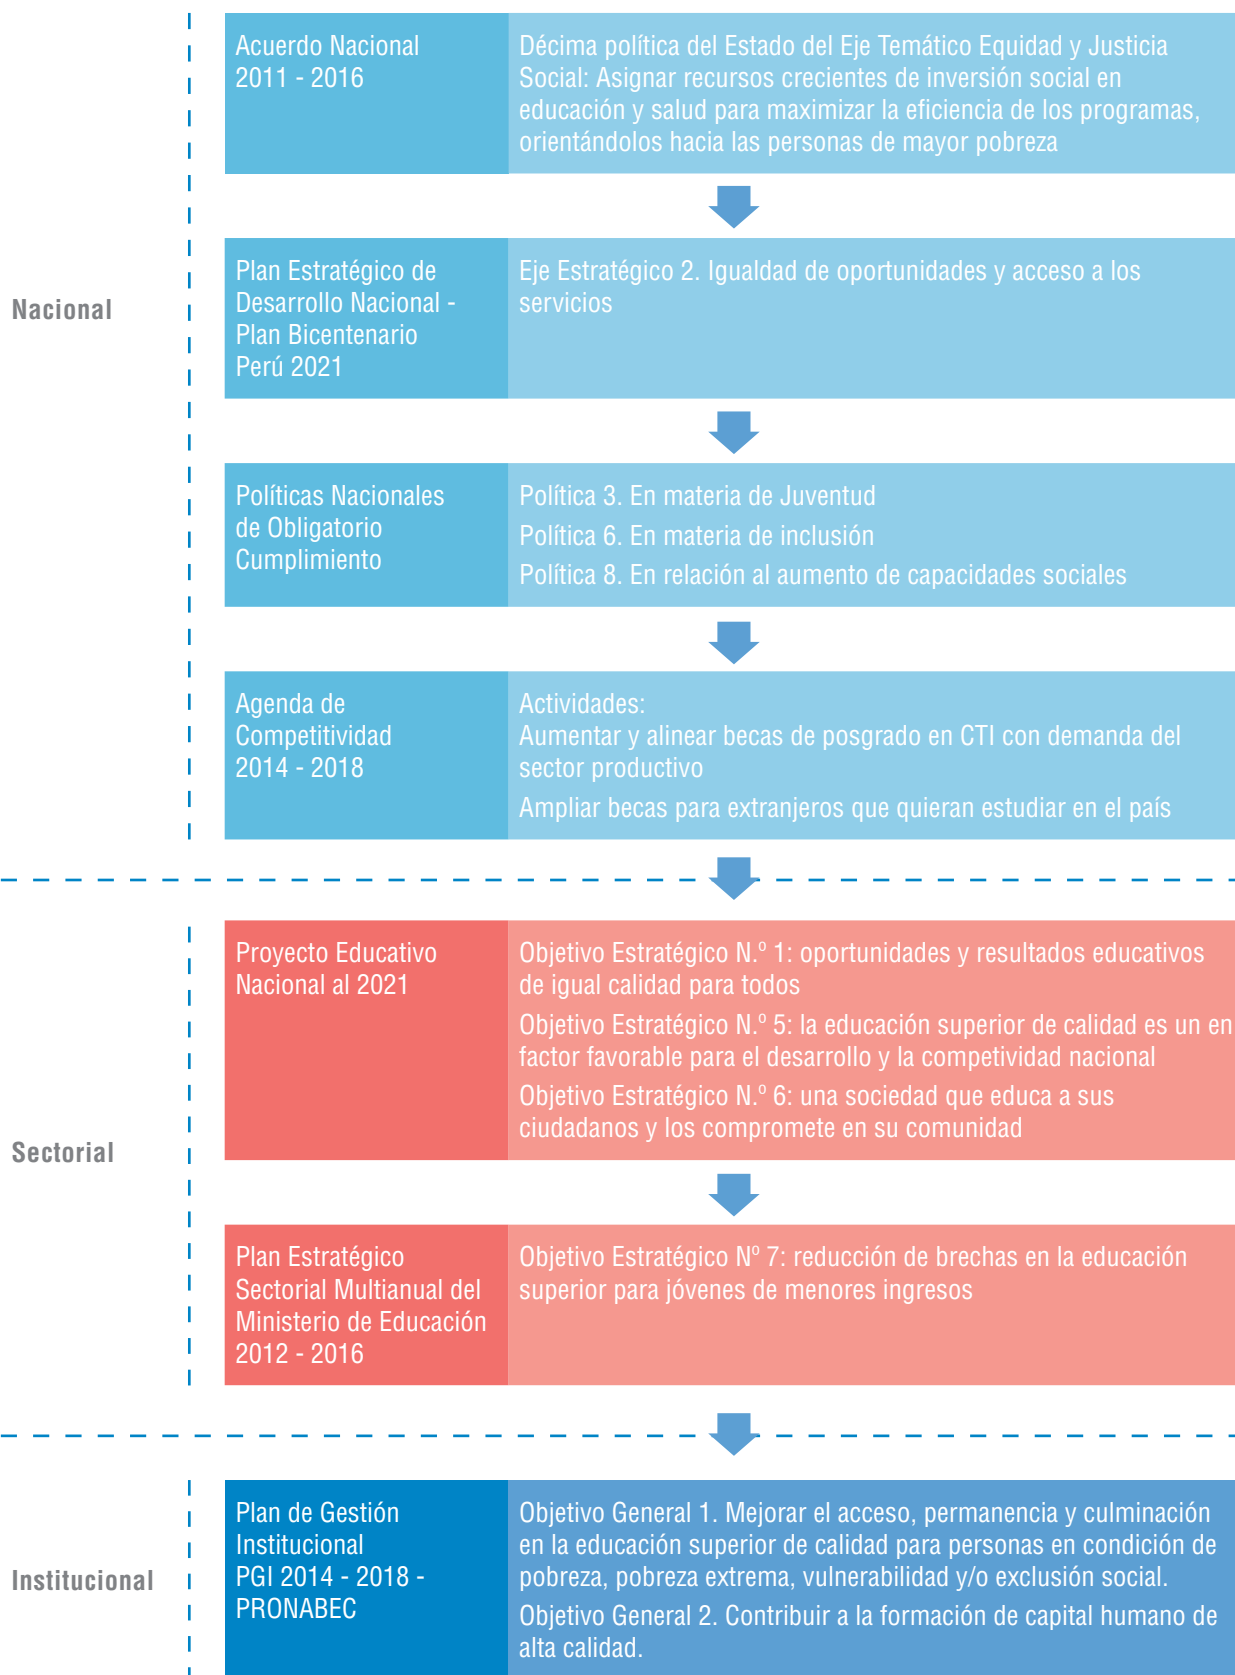 Nacional
Acuerdo Nacional
2011 - 2016
Décima política del Estado del Eje Temático Equidad y Justicia
Social: Asignar recursos crecientes de inversión social en
educación y salud para maximizar la eficiencia de los programas,
orientándolos hacia las personas de mayor pobreza
Plan Estratégico de
Desarrollo Nacional -
Plan Bicentenario
Perú 2021
Eje Estratégico 2. Igualdad de oportunidades y acceso a los
servicios
Políticas Nacionales
de Obligatorio
Cumplimiento
Política 3. En materia de Juventud
Política 6. En materia de inclusión
Política 8. En relación al aumento de capacidades sociales
Agenda de
Competitividad
2014 - 2018
Actividades:
Aumentar y alinear becas de posgrado en CTI con demanda del
sector productivo
Ampliar becas para extranjeros que quieran estudiar en el país
Sectorial
Proyecto Educativo
Nacional al 2021
Objetivo Estratégico N.º 1: oportunidades y resultados educativos
de igual calidad para todos
Objetivo Estratégico N.º 5: la educación superior de calidad es un en
factor favorable para el desarrollo y la competividad nacional
Objetivo Estratégico N.º 6: una sociedad que educa a sus
ciudadanos y los compromete en su comunidad
Plan Estratégico
Sectorial Multianual del
Ministerio de Educación
2012 - 2016
Objetivo Estratégico Nº 7: reducción de brechas en la educación
superior para jóvenes de menores ingresos
Institucional
Plan de Gestión
Institucional
PGI 2014 - 2018 -
PRONABEC
Objetivo General 1. Mejorar el acceso, permanencia y culminación
en la educación superior de calidad para personas en condición de
pobreza, pobreza extrema, vulnerabilidad y/o exclusión social.
Objetivo General 2. Contribuir a la formación de capital humano de
alta calidad.